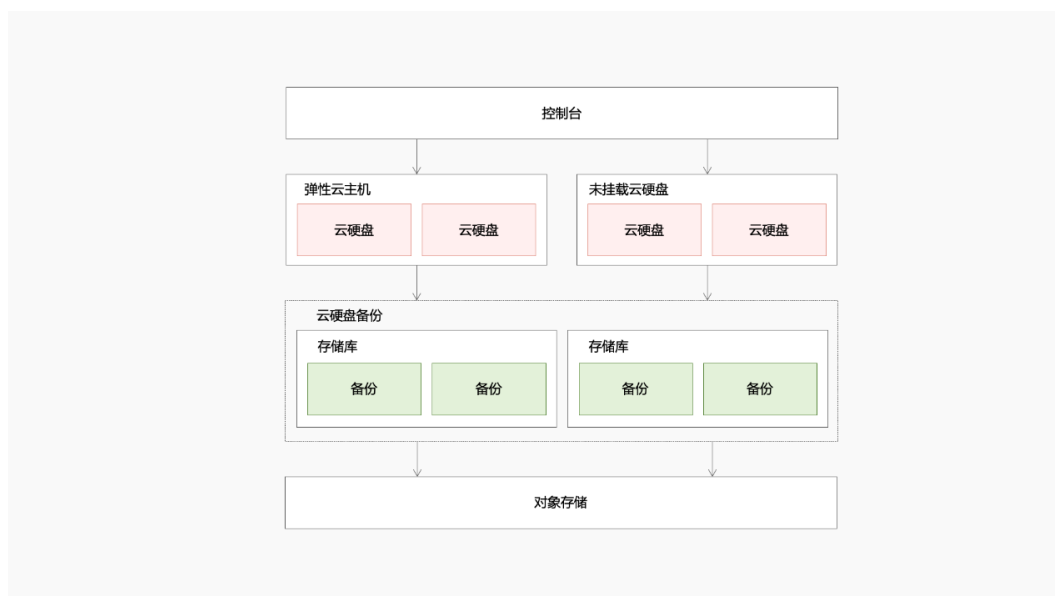 控制台
弹性云主机
未挂载云硬盘
云硬盘
云硬盘
云硬盘
云硬盘
云硬盘备份
存储库
存储库
备份
备份
备份
备份
对象存储